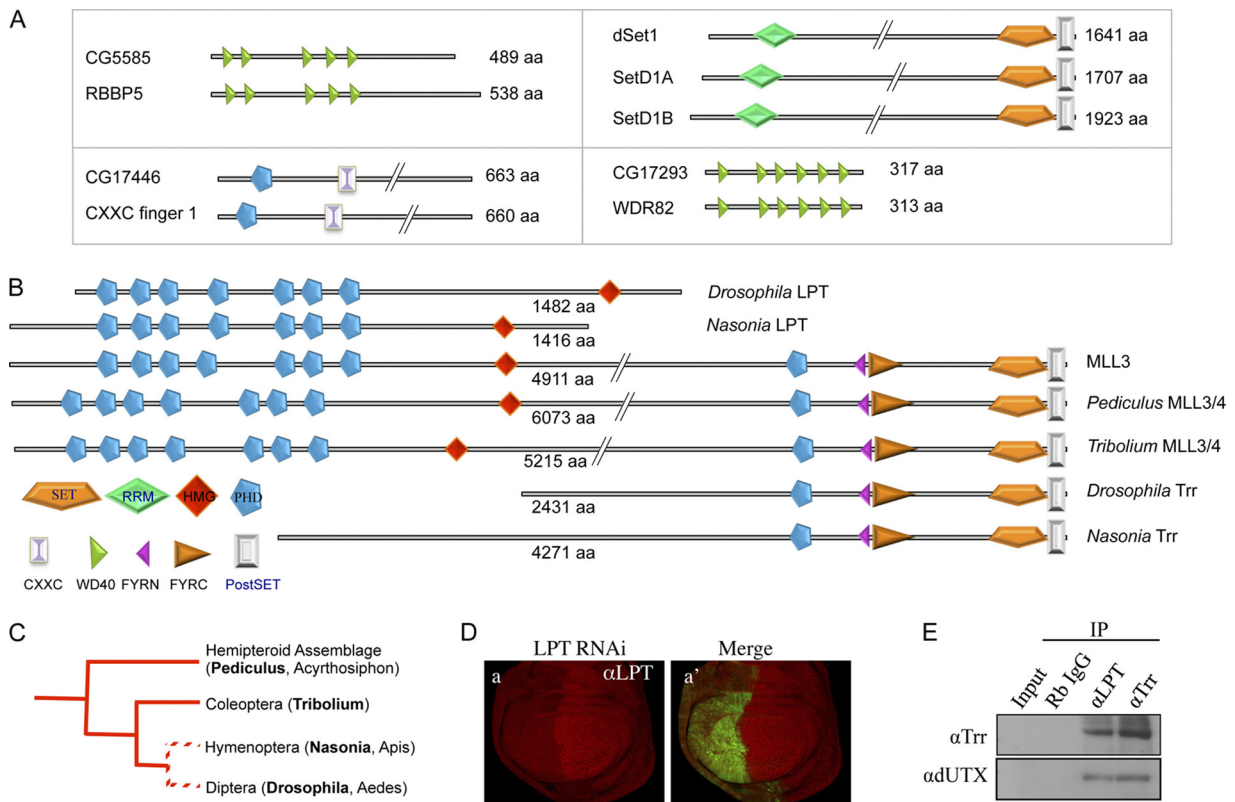 A
CG5585
489 aa
RBBP5
538 aa
dSet1
1641 aa
SetD1A
1707 aa
SetD1B
1923 aa
CG17446
663 aa
CXXC finger 1
660 aa
CG17293
317 aa
WDR82
313 aa
B
Drosophila LPT
1482 aa
Nasonia LPT
1416 aa
MLL3
4911 aa
Pediculus MLL3/4
6073 aa
Tribolium MLL3/4
5215 aa
SET
RRM
HMG
PHD
Drosophila Trr
2431 aa
Nasonia Trr
4271 aa
CXXC
WD40
FYRN
FYRC
PostSET
C
Hemipteroid Assemblage
(Pediculus, Acyrthosiphon)
Coleoptera (Tribolium)
Hymenoptera (Nasonia, Apis)
Diptera (Drosophila, Aedes)
D
LPT RNAi
Merge
a
αLPT
a'
E
IP
Input
Rb IgG
αLPT
αTrr
αTrr
αdUTX